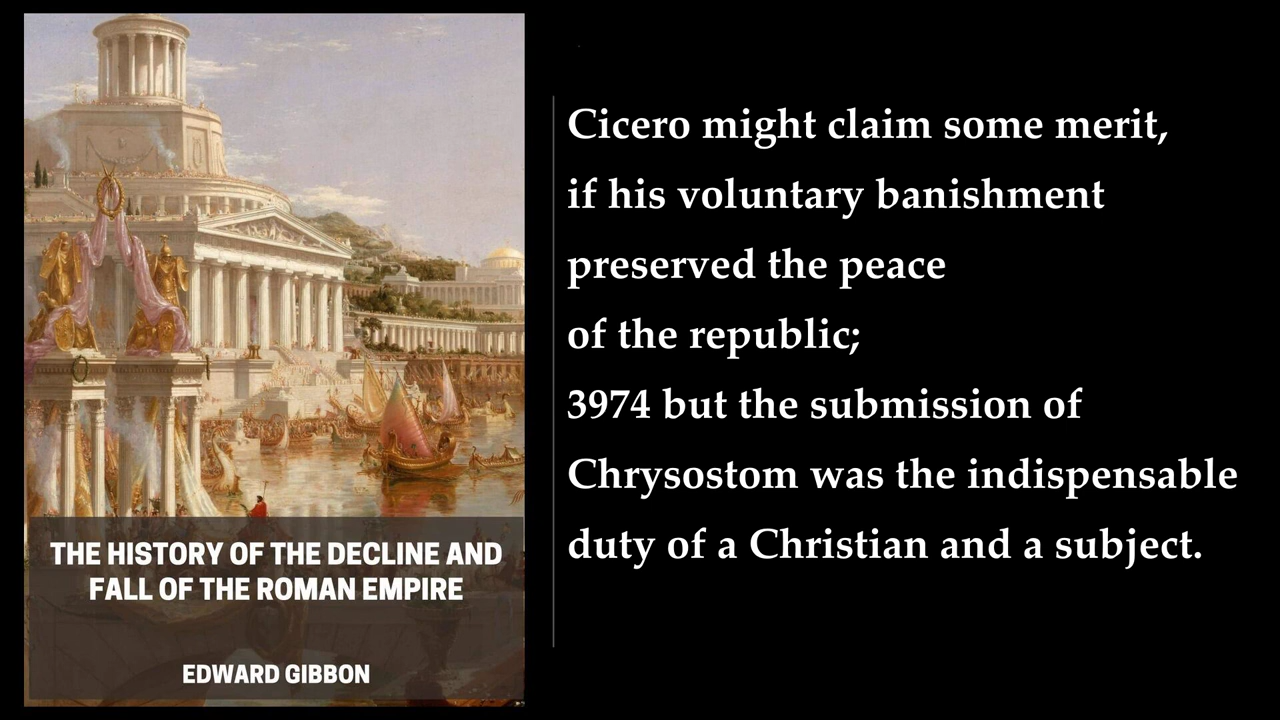 THE HISTORY OF THE DECLINE AND
FALL OF THE ROMAN EMPIRE
EDWARD GIBBON
Cicero might claim some merit,
if his voluntary banishment
preserved the peace
of the republic;
3974 but the submission of
Chrysostom was the indispensable
duty of a Christian and a subject.